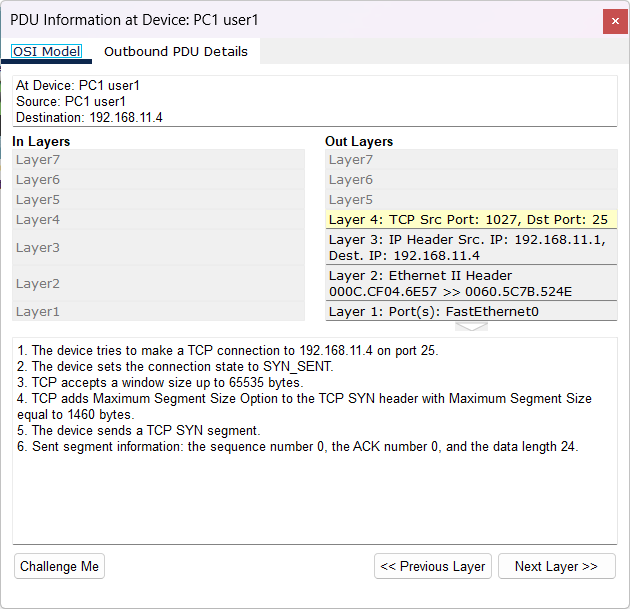 PDU Information at Device: PC1 user1
OSI Model
Outbound PDU Details
At Device: PC1 user1
Source: PC1 user1
Destination: 192.168.11.4
In Layers
Layer7
Layer6
Layer5
Layer4
Layer3
Layer2
Layer1
Out Layers
Layer7
Layer6
Layer5
Layer 4: TCP Src Port: 1027, Dst Port: 25
Layer 3: IP Header Src. IP: 192.168.11.1,
Dest. IP: 192.168.11.4
Layer 2: Ethernet II Header
000C.CF04.6E57 >> 0060.5C7B.524E
Layer 1: Port(s): FastEthernet0
1. The device tries to make a TCP connection to 192.168.11.4 on port 25.
2. The device sets the connection state to SYN_SENT.
3. TCP accepts a window size up to 65535 bytes.
4. TCP adds Maximum Segment Size Option to the TCP SYN header with Maximum Segment Size
equal to 1460 bytes.
5. The device sends a TCP SYN segment.
6. Sent segment information: the sequence number 0, the ACK number 0, and the data length 24.
Challenge Me
<< Previous Layer
Next Layer >>